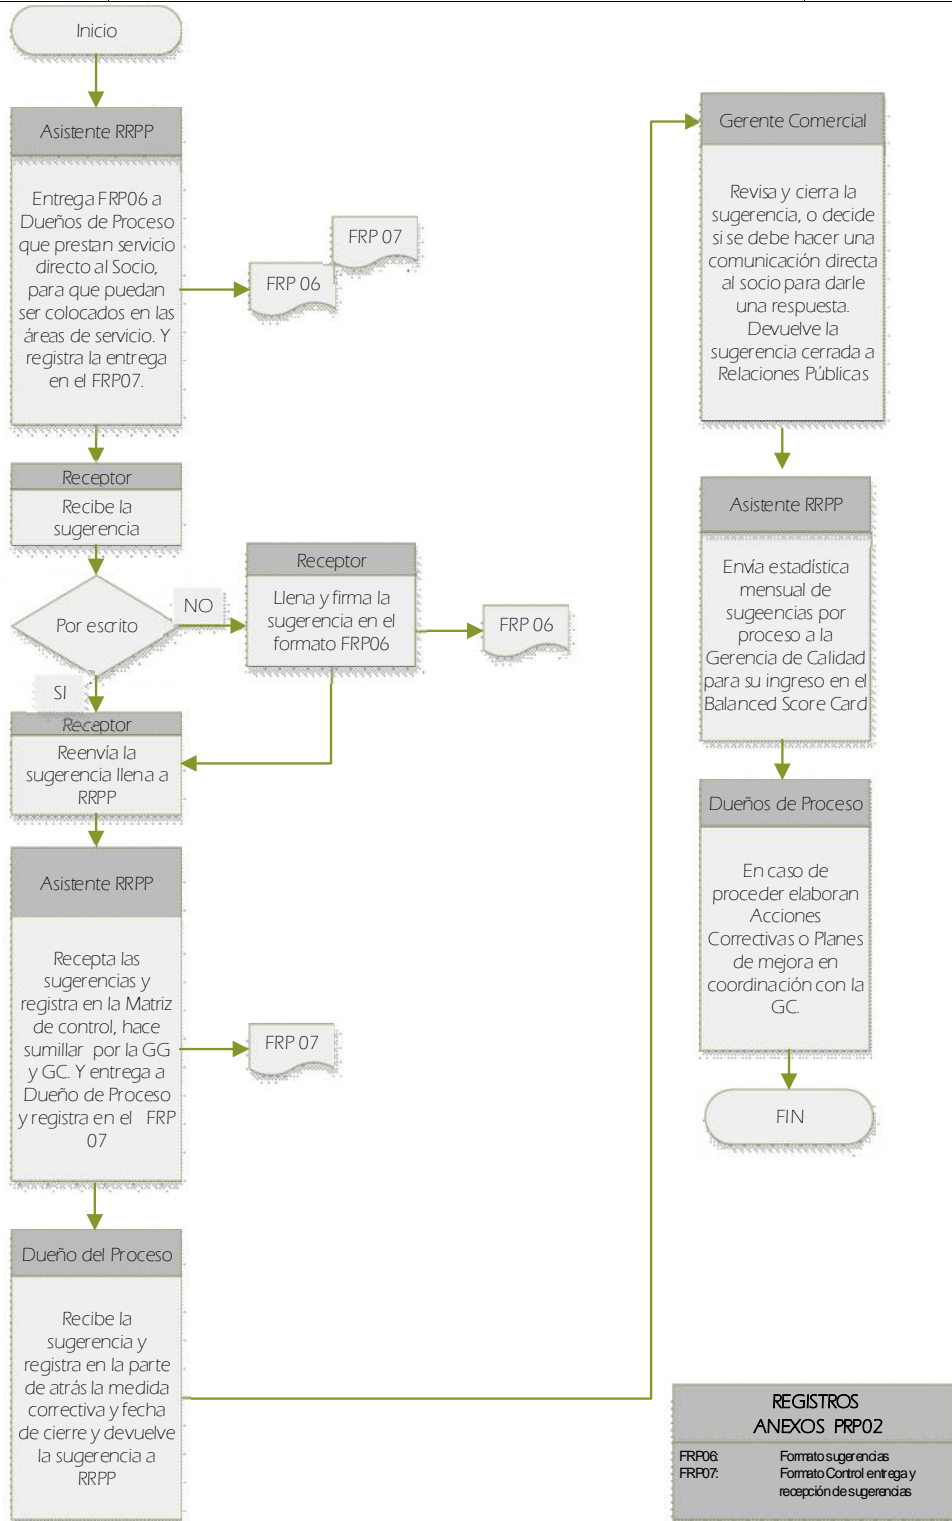 Inicio
Asistente RRPP
Entrega FRP06 a
Dueños de Proceso
que prestan servicio
directo al Socio,
para que puedan
ser colocados en las
áreas de servicio. Y
registra la entrega
en el FRP07.
FRP 07
FRP 06
Receptor
Recibe la
sugerencia
Por escrito
NO
SI
Receptor
Llena y firma la
sugerencia en el
formato FRP06
FRP 06
Receptor
Reenvía la
sugerencia llena a
RRPP
Asistente RRPP
Recepta las
sugerencias y
registra en la Matriz
de control, hace
sumillar por la GG
y GC. Y entrega a
Dueño de Proceso
y registra en el FRP
07
FRP 07
Dueño del Proceso
Recibe la
sugerencia y
registra en la parte
de atrás la medida
correctiva y fecha
de cierre y devuelve
la sugerencia a
RRPP
Gerente Comercial
Revisa y cierra la
sugerencia, o decide
si se debe hacer una
comunicación directa
al socio para darle
una respuesta.
Devuelve la
sugerencia cerrada a
Relaciones Públicas
Asistente RRPP
Envía estadística
mensual de
sugeencias por
proceso a la
Gerencia de Calidad
para su ingreso en el
Balanced Score Card
Dueños de Proceso
En caso de
proceder elaboran
Acciones
Correctivas o Planes
de mejora en
coordinación con la
GC.
FIN
REGISTROS
ANEXOS PRP02
FRP06: Formato sugerencias
FRP07: Formato Control entrega y
recepción de sugerencias